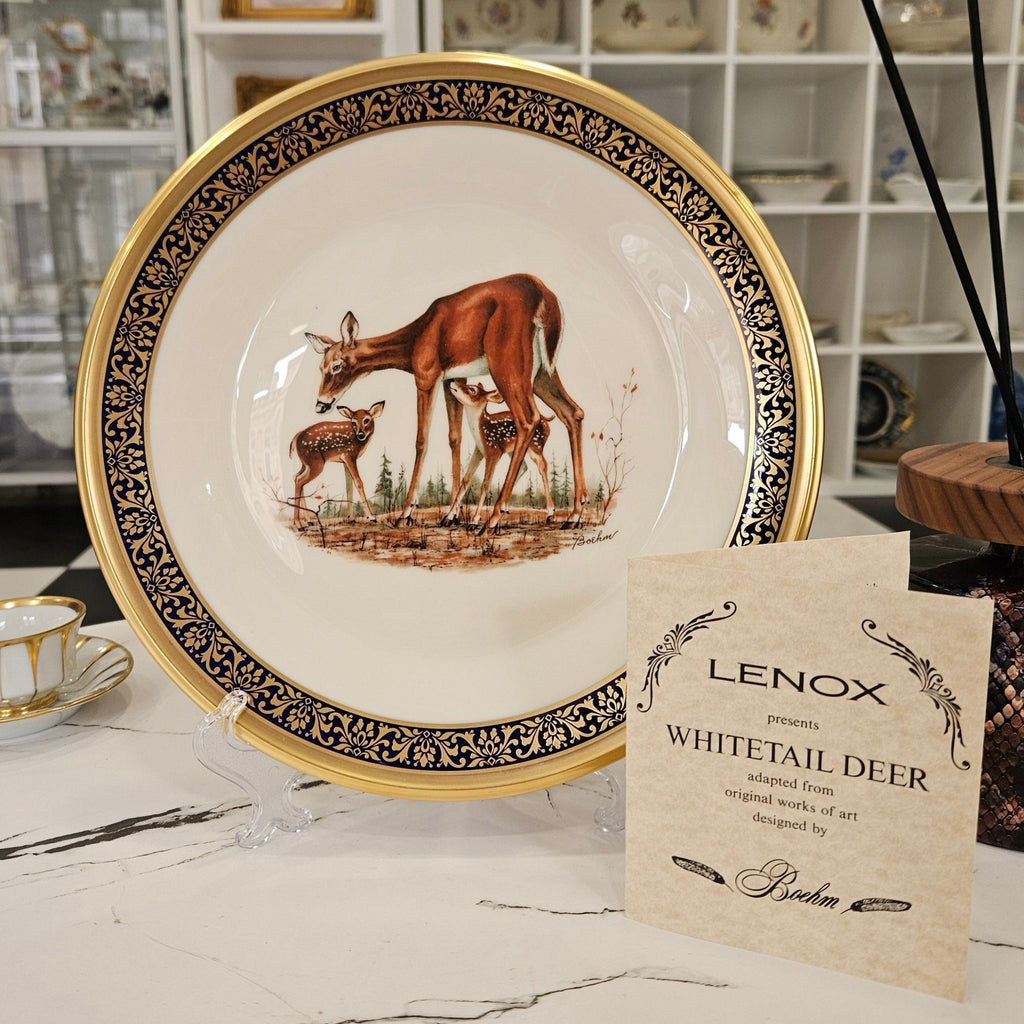 Boehm
LENOX
presents
WHITETAIL DEER
adapted from
original works of art
designed by
Boehm